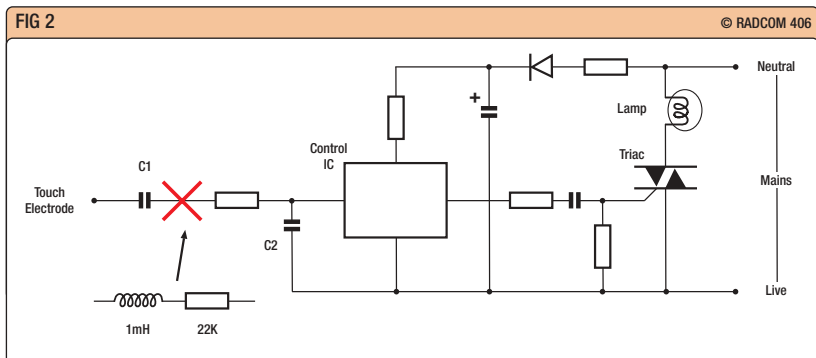 FIG 2
© RADCOM 406
Neutral
Lamp
Control
IC
Triac
C1
Touch
Electrode
Mains
C2
+
Live
1mH
22K